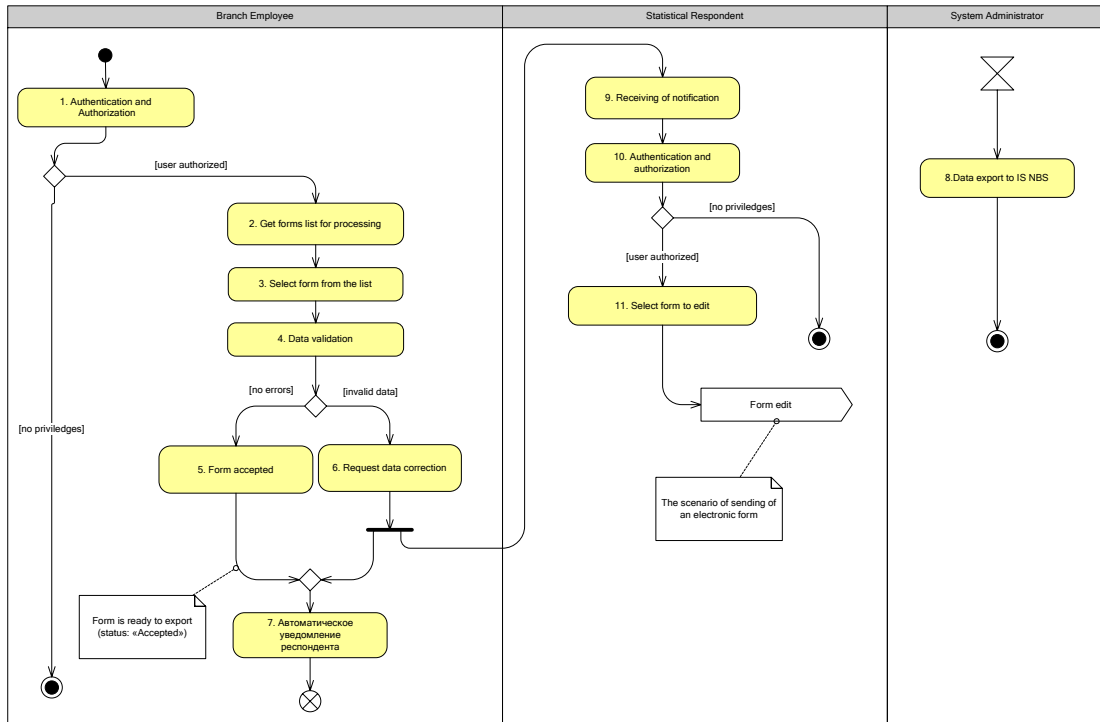 Branch Employee
Statistical Respondent
System Administrator
1. Authentication and
Authorization
[user authorized]
2. Get forms list for processing
3. Select form from the list
4. Data validation
[no errors]
[invalid data]
[no priviledges]
5. Form accepted
6. Request data correction
Form is ready to export
(status: «Accepted»)
7. Автоматическое
уведомление
респондента
9. Receiving of notification
10. Authentication and
authorization
[no priviledges]
[user authorized]
11. Select form to edit
Form edit
The scenario of sending of
an electronic form
8.Data export to IS NBS